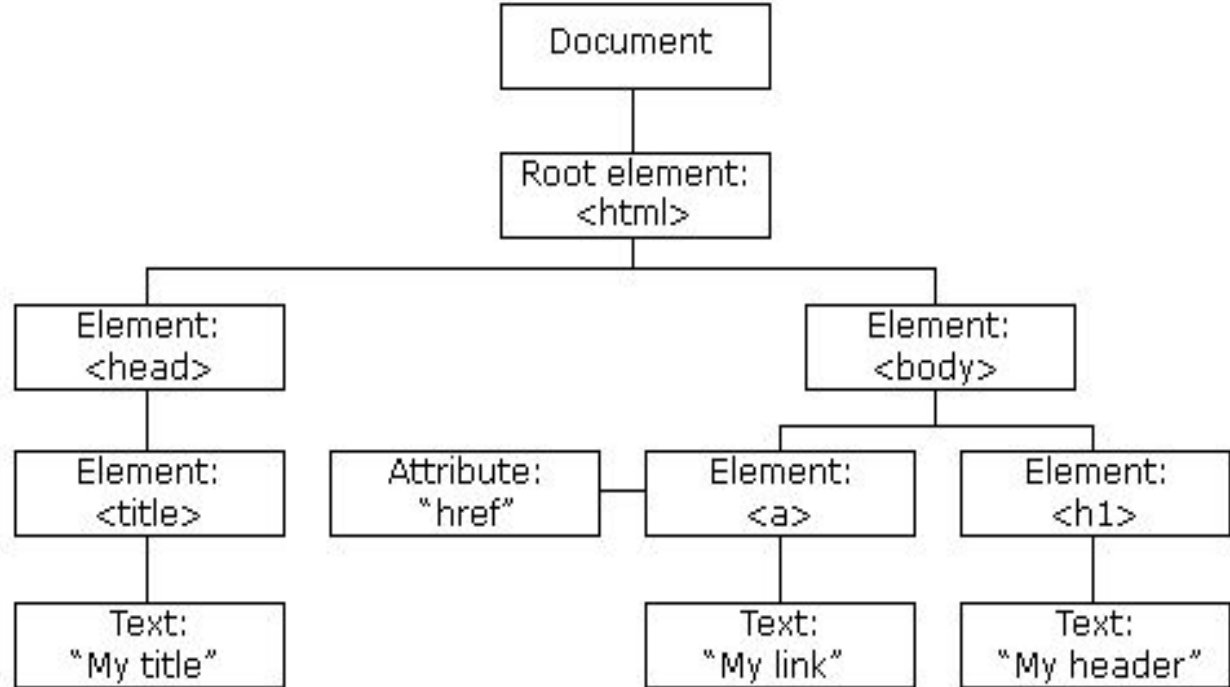 Document
Root element:
<html>
Element:
<head>
Element:
<body>
Element:
<title>
Attribute:
“href”
Element:
<a>
Element:
<h1>
Text:
“My title”
Text:
“My link”
Text:
“My header”